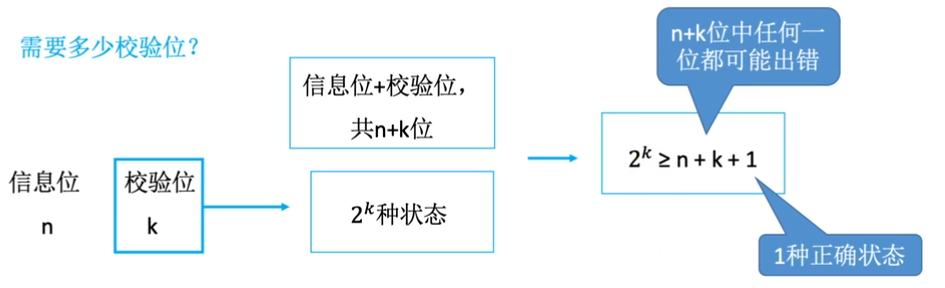 需要多少校验位？
n+k位中任何一
位都可能出错
信息位+校验位，
共n+k位
信息位
n
校验位
k
2^k种状态
2^k ≥ n + k + 1
1种正确状态